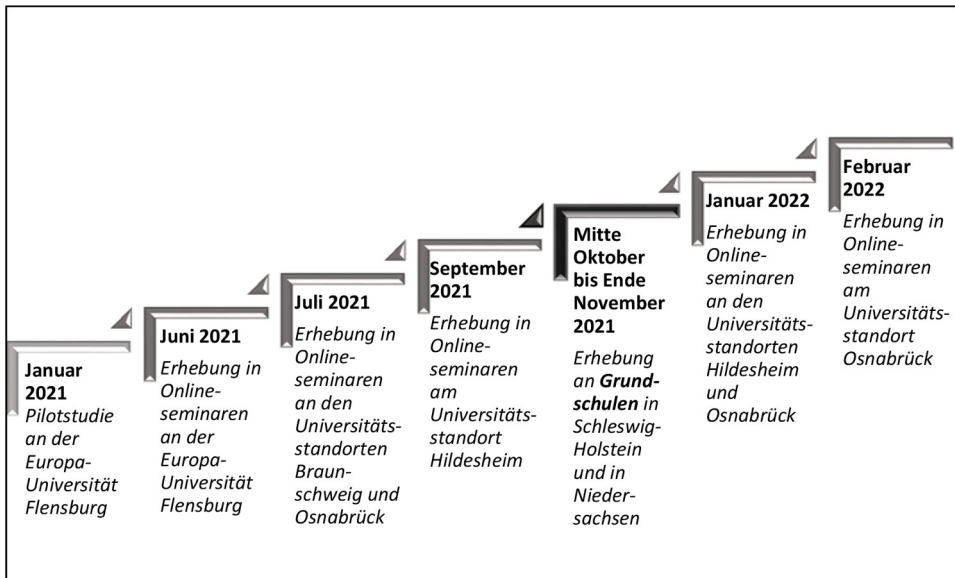 Januar
2021
Pilotstudie
an der
Europa-
Universität
Flensburg
Juni 2021
Erhebung in
Online-
seminaren
an der
Europa-
Universität
Flensburg
Juli 2021
Erhebung in
Online-
seminaren
an den
Universitäts-
standorten
Braun-
schweig und
Osnabrück
September
2021
Erhebung in
Online-
seminaren
am
Universitäts-
standort
Hildesheim
Mitte
Oktober
bis Ende
November
2021
Erhebung
an Grund-
schulen in
Schleswig-
Holstein
und in
Nieder-
sachsen
Januar 2022
Erhebung in
Online-
seminaren
an den
Universitäts-
standorten
Hildesheim
und
Osnabrück
Februar
2022
Erhebung in
Online-
seminaren
am
Universitäts-
standort
Osnabrück